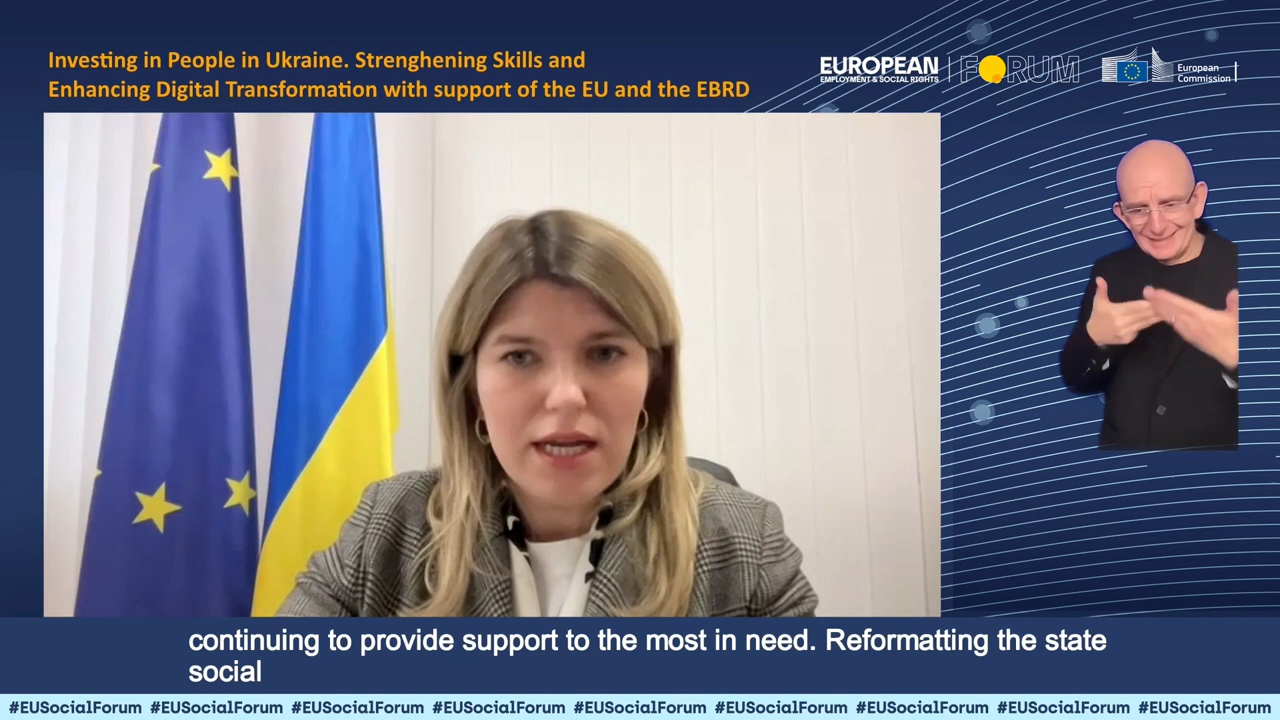 Investing in People in Ukraine. Strenghening Skills and
Enhancing Digital Transformation with support of the EU and the EBRD
EUROPEAN
EMPLOYMENT & SOCIAL RIGHTS
FORUM
European
Commission
continuing to provide support to the most in need. Reformatting the state
social
#EUSocialForum #EUSocialForum #EUSocialForum #EUSocialForum #EUSocialForum #EUSocialForum #EUSocialForum #EUSocialForum #EUSocialForum